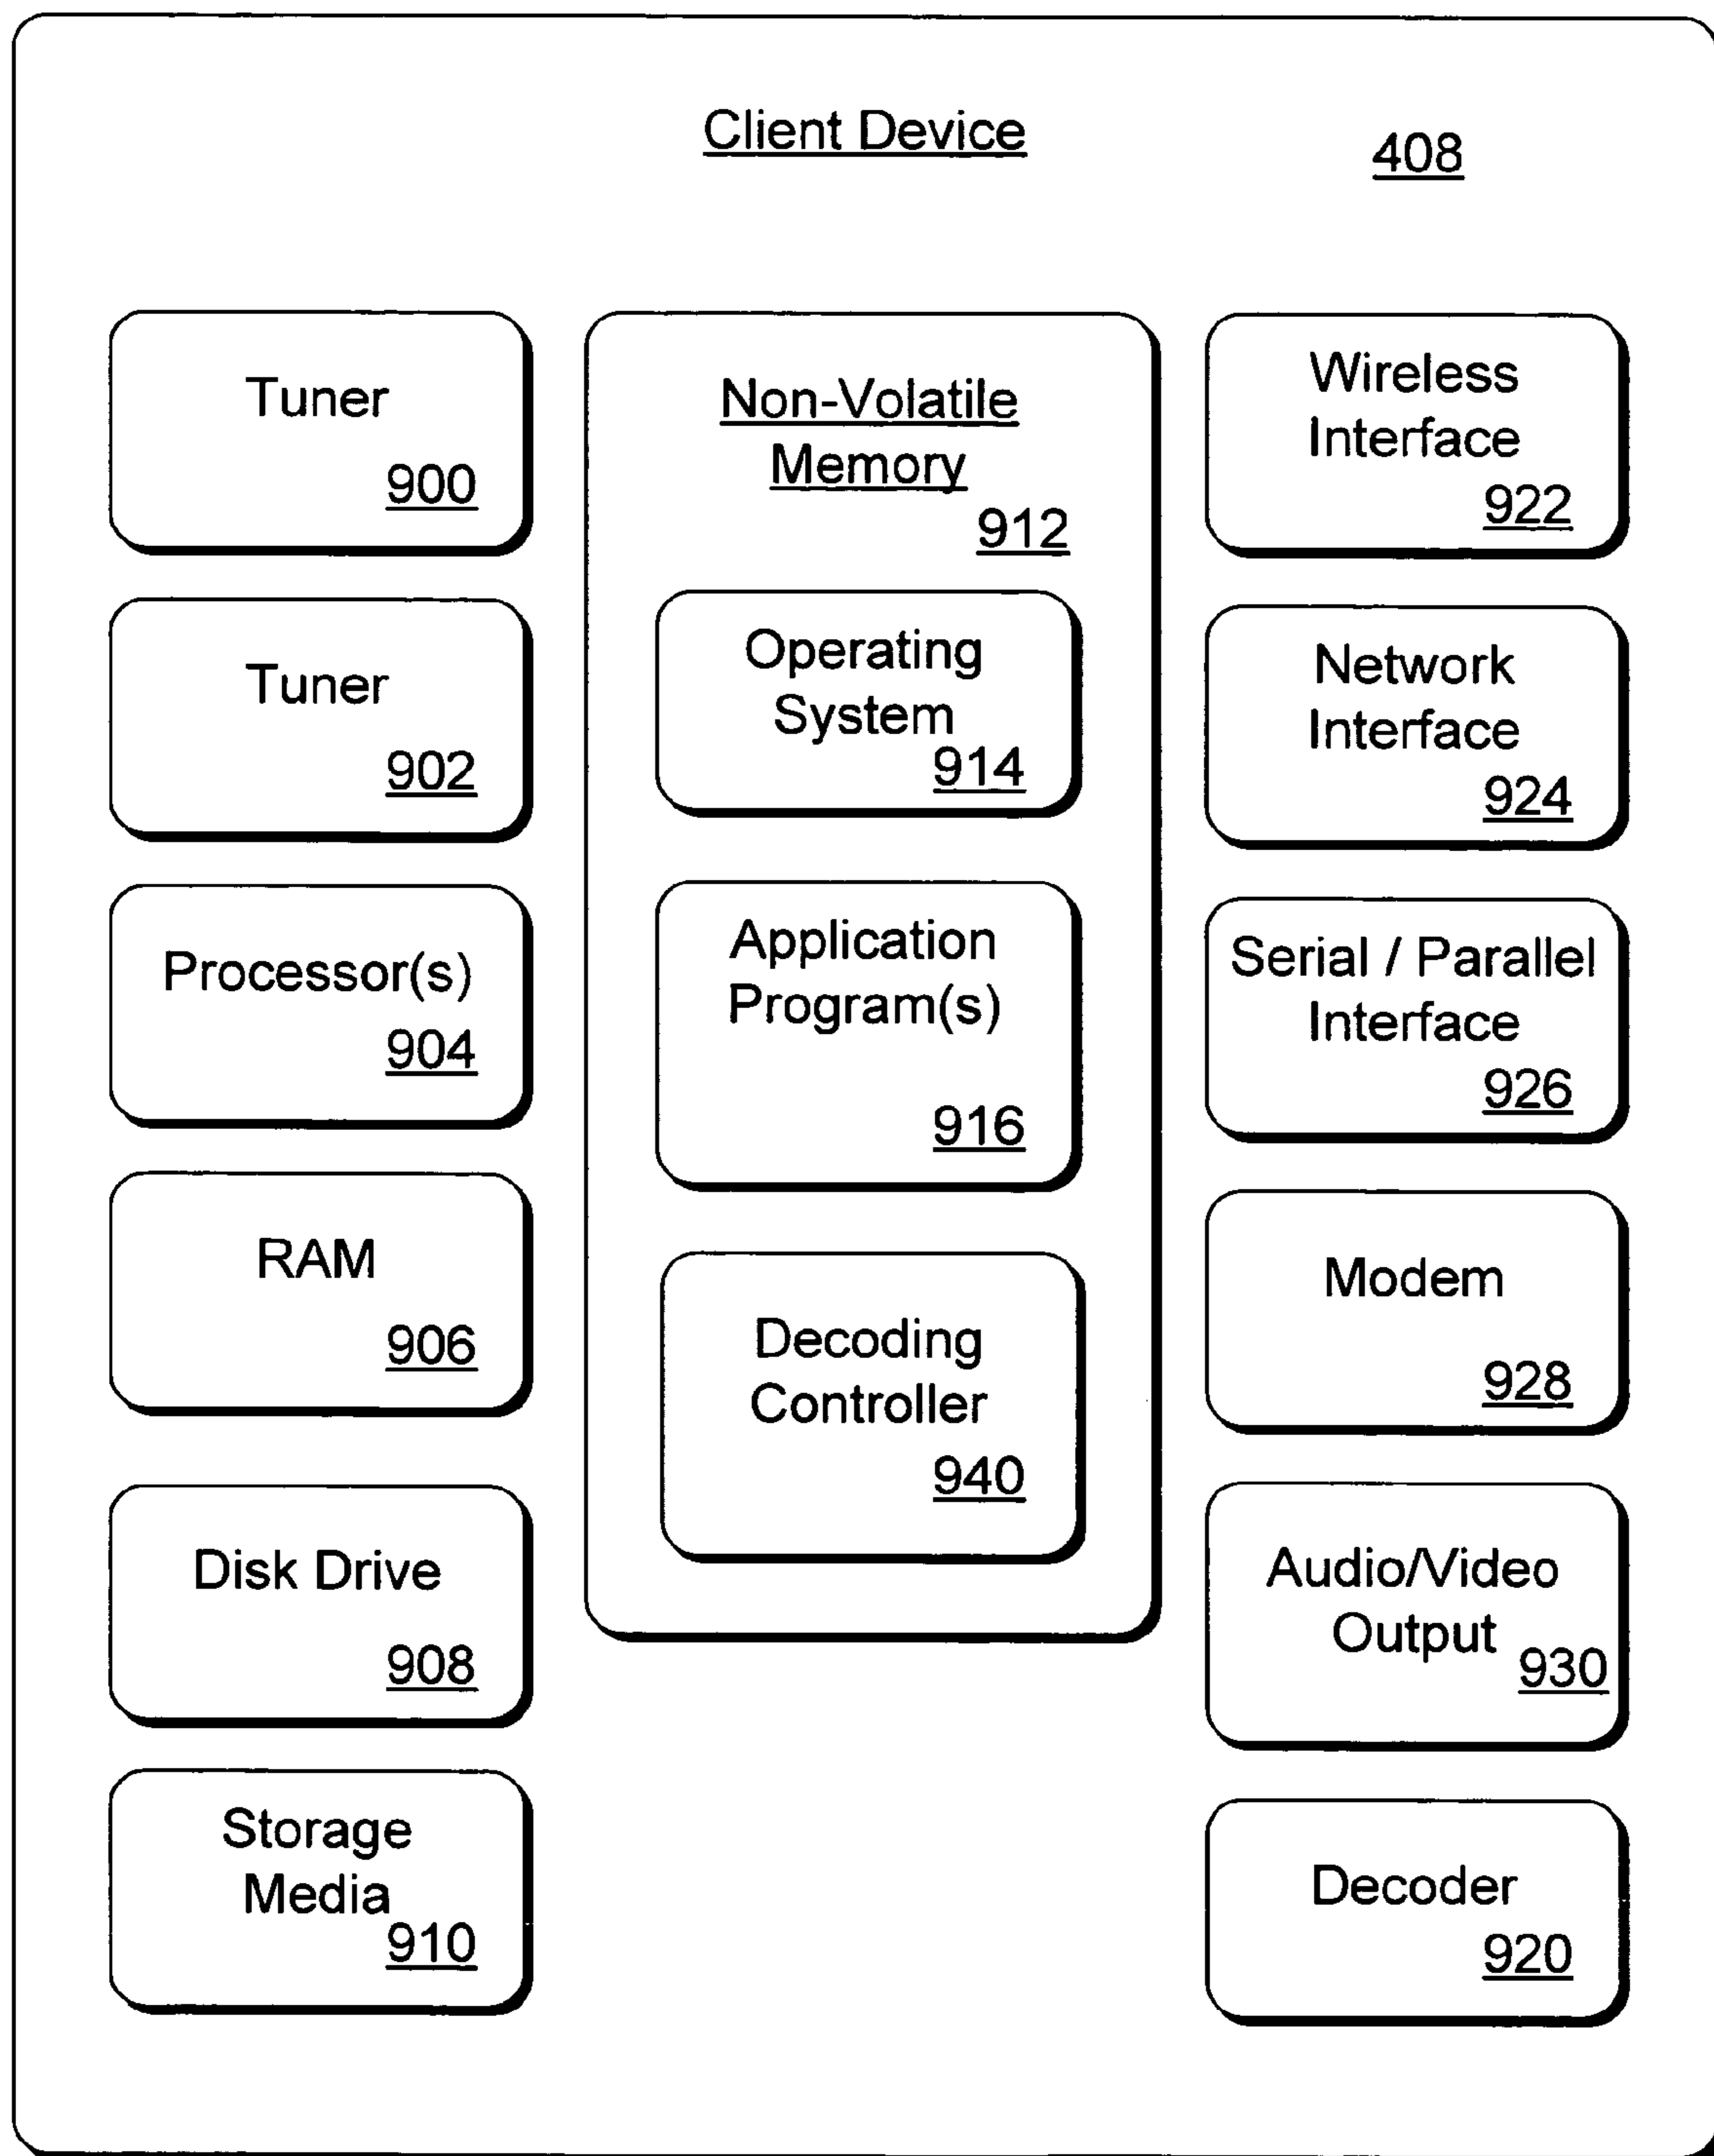 Client Device
408
Tuner
900
Tuner
902
Processor(s)
904
RAM
906
Disk Drive
908
Storage
Media
910
Non-Volatile
Memory
912
Operating
System
914
Application
Program(s)
916
Decoding
Controller
940
Wireless
Interface
922
Network
Interface
924
Serial / Parallel
Interface
926
Modem
928
Audio/Video
Output
930
Decoder
920